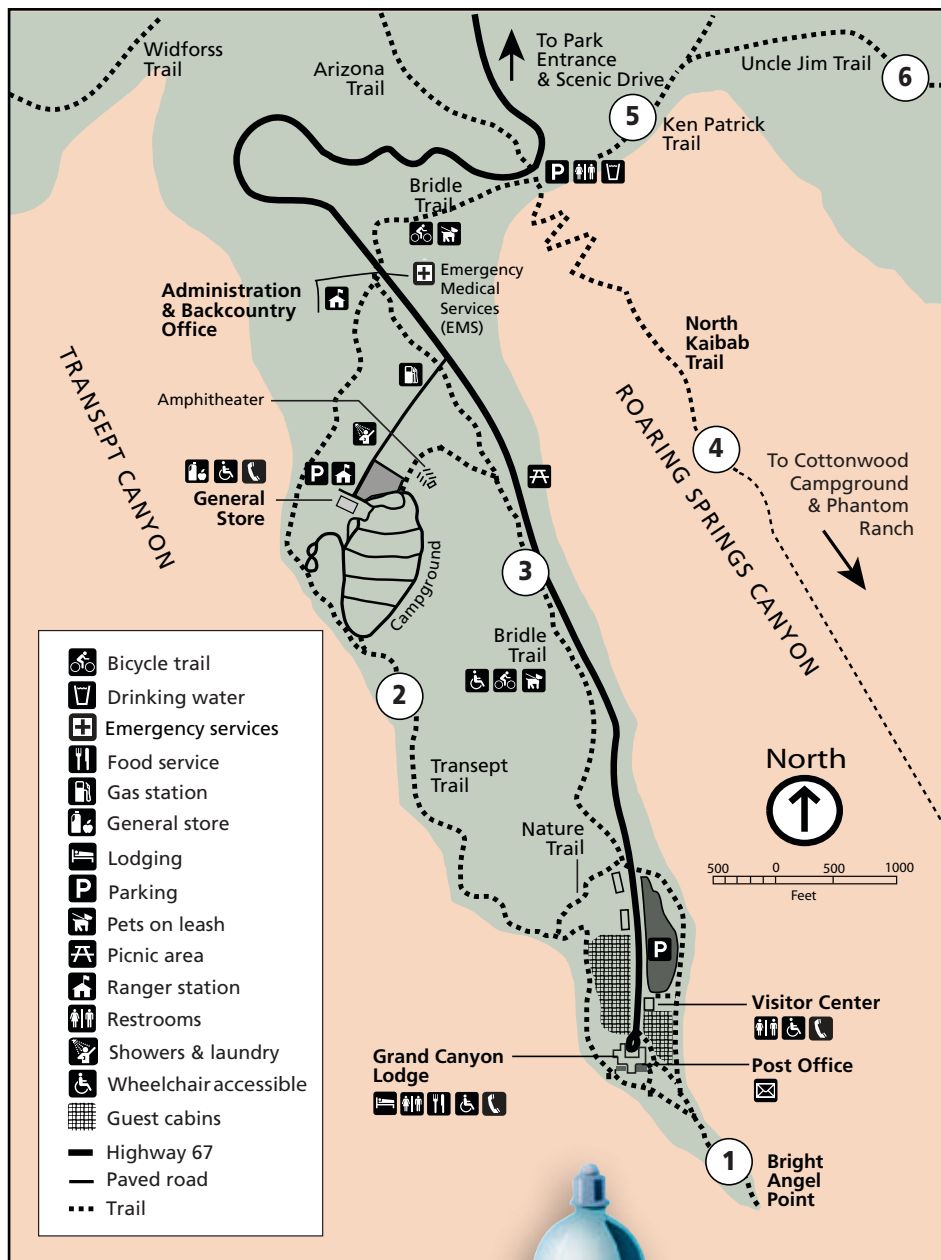 Widforss
Trail
Arizona
Trail
To Park
Entrance
& Scenic Drive
Uncle Jim Trail
6
5
Ken Patrick
Trail
P
Bridle
Trail
Emergency
Medical
Services
(EMS)
Administration
& Backcountry
Office
North
Kaibab
Trail
TRANSEPT CANYON
ROARING SPRINGS CANYON
Amphitheater
4
To Cottonwood
Campground
& Phantom
Ranch
P
General
Store
Campground
3
Bridle
Trail
2
Transept
Trail
Nature
Trail
North
500 0 500 1000
Feet
P
Visitor Center
Grand Canyon
Lodge
Post Office
1
Bright
Angel
Point
Bicycle trail
Drinking water
Emergency services
Food service
Gas station
General store
Lodging
P Parking
Pets on leash
Picnic area
Ranger station
Restrooms
Showers & laundry
Wheelchair accessible
Guest cabins
Highway 67
Paved road
Trail